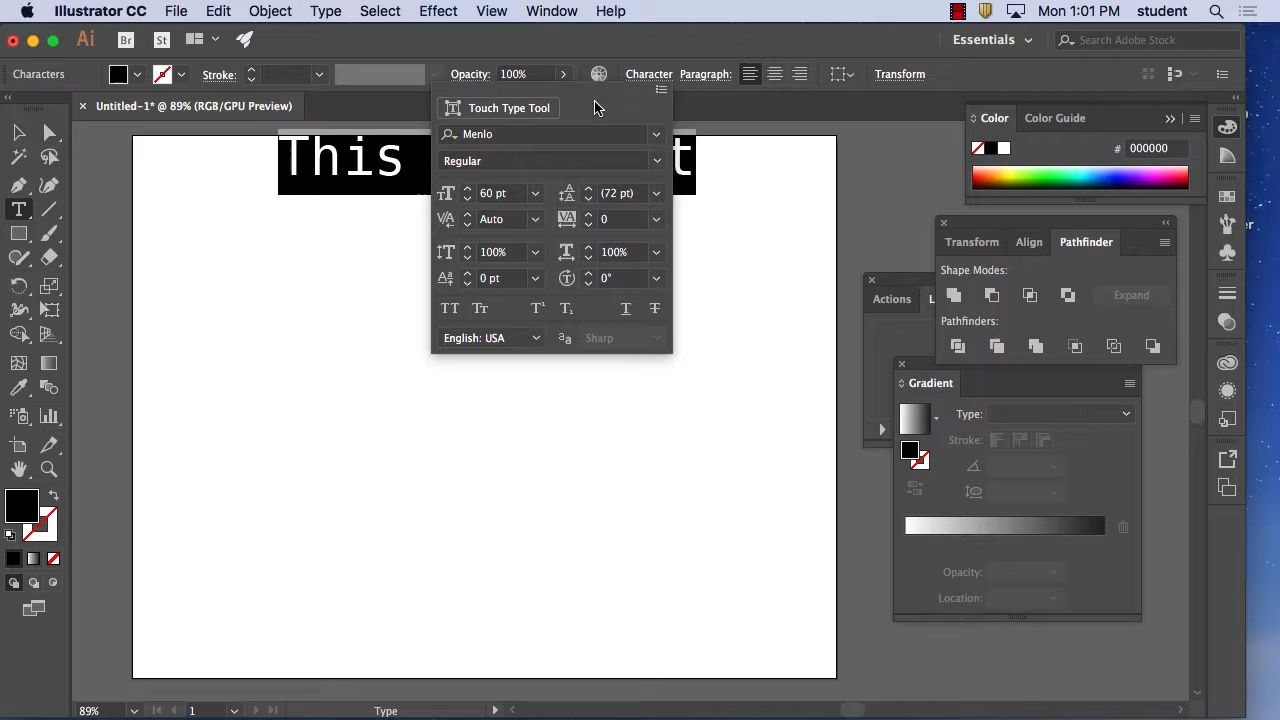 Illustrator CC File Edit Object Type Select Effect View Window Help Mon 1:01 PM student
Ai Br St Essentials Search Adobe Stock
Characters Stroke: Opacity: 100% Character Paragraph: Transform
× Untitled-1* @ 89% (RGB/GPU Preview)
This t
Touch Type Tool
Menlo
Regular
60 pt (72 pt)
Auto 0
100% 100%
0 pt 0°
English: USA Sharp
Color Color Guide
# 000000
Transform Align Pathfinder
Shape Modes:
Expand
Pathfinders:
Actions L
Gradient
Type:
Stroke:
Opacity:
Location:
er
89% 1 Type